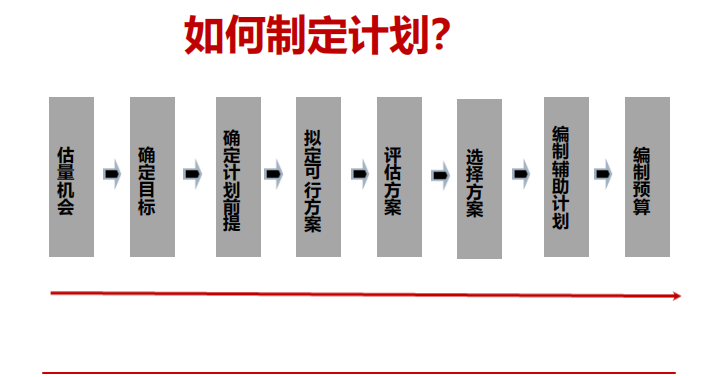 如何制定计划？
估量机会
确定目标
确定计划前提
拟定可行方案
评估方案
选择方案
编制辅助计划
编制预算